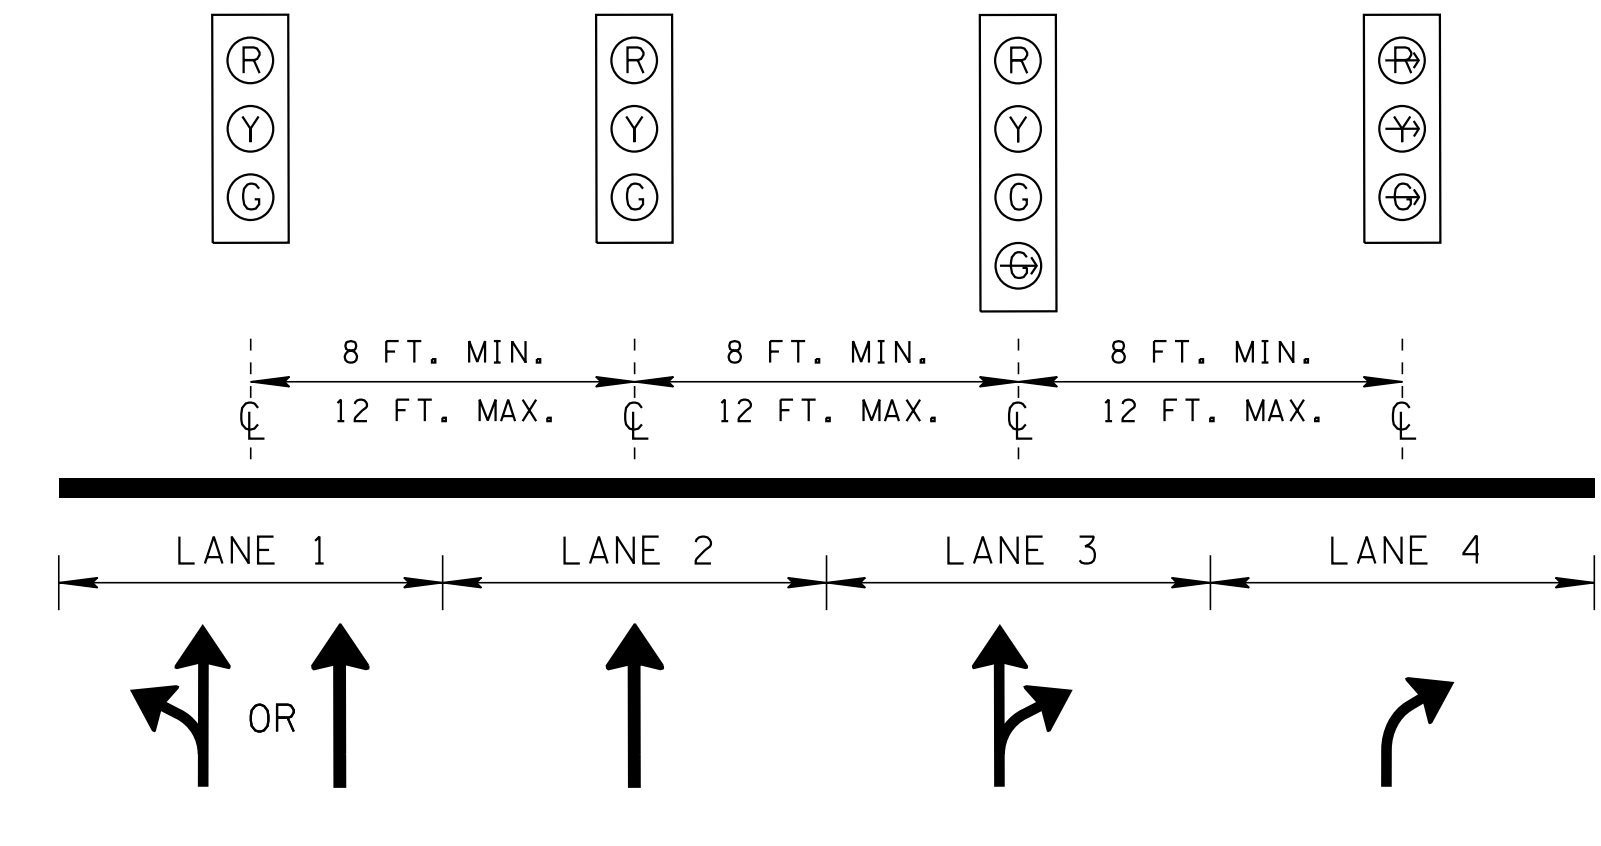 R R R R
Y Y Y Y
G G G G
G
8 FT. MIN. 8 FT. MIN. 8 FT. MIN.
12 FT. MAX. 12 FT. MAX. 12 FT. MAX.
CL CL CL CL
LANE 1 LANE 2 LANE 3 LANE 4
OR